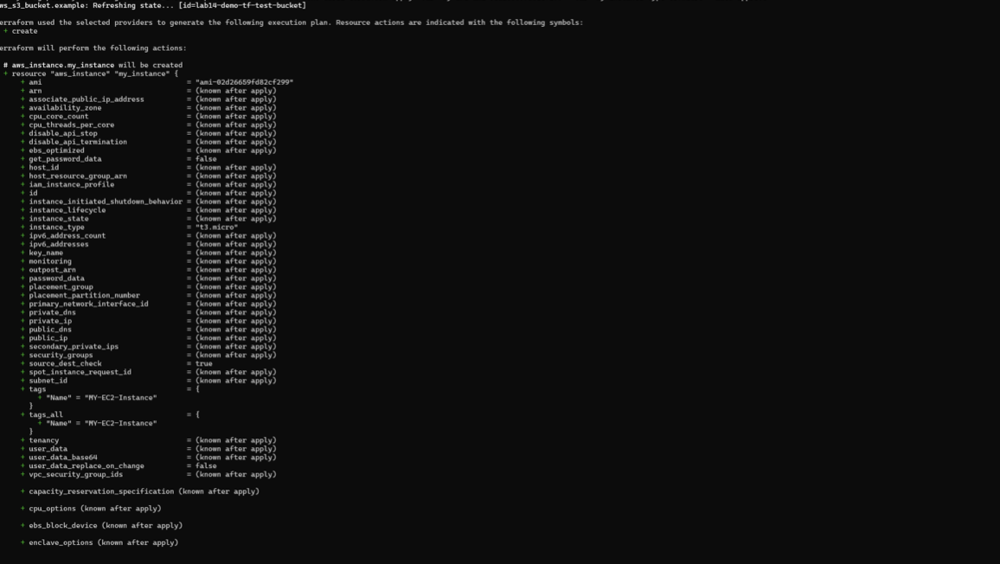 ws_s3_bucket.example: Refreshing state... [id=lab14-demo-tf-test-bucket]
erraform used the selected providers to generate the following execution plan. Resource actions are indicated with the following symbols:
+ create
erraform will perform the following actions:
# aws_instance.my_instance will be created
+ resource "aws_instance" "my_instance" {
+ ami = "ami-02d26659fd82cf299"
+ arn = (known after apply)
+ associate_public_ip_address = (known after apply)
+ availability_zone = (known after apply)
+ cpu_core_count = (known after apply)
+ cpu_threads_per_core = (known after apply)
+ disable_api_stop = (known after apply)
+ disable_api_termination = (known after apply)
+ ebs_optimized = (known after apply)
+ get_password_data = false
+ host_id = (known after apply)
+ host_resource_group_arn = (known after apply)
+ iam_instance_profile = (known after apply)
+ id = (known after apply)
+ instance_initiated_shutdown_behavior = (known after apply)
+ instance_lifecycle = (known after apply)
+ instance_state = (known after apply)
+ instance_type = "t3.micro"
+ ipv6_address_count = (known after apply)
+ ipv6_addresses = (known after apply)
+ key_name = (known after apply)
+ monitoring = (known after apply)
+ outpost_arn = (known after apply)
+ password_data = (known after apply)
+ placement_group = (known after apply)
+ placement_partition_number = (known after apply)
+ primary_network_interface_id = (known after apply)
+ private_dns = (known after apply)
+ private_ip = (known after apply)
+ public_dns = (known after apply)
+ public_ip = (known after apply)
+ secondary_private_ips = (known after apply)
+ security_groups = (known after apply)
+ source_dest_check = true
+ spot_instance_request_id = (known after apply)
+ subnet_id = (known after apply)
+ tags = {
+ "Name" = "MY-EC2-Instance"
}
+ tags_all = {
+ "Name" = "MY-EC2-Instance"
}
+ tenancy = (known after apply)
+ user_data = (known after apply)
+ user_data_base64 = (known after apply)
+ user_data_replace_on_change = false
+ vpc_security_group_ids = (known after apply)
+ capacity_reservation_specification (known after apply)
+ cpu_options (known after apply)
+ ebs_block_device (known after apply)
+ enclave_options (known after apply)